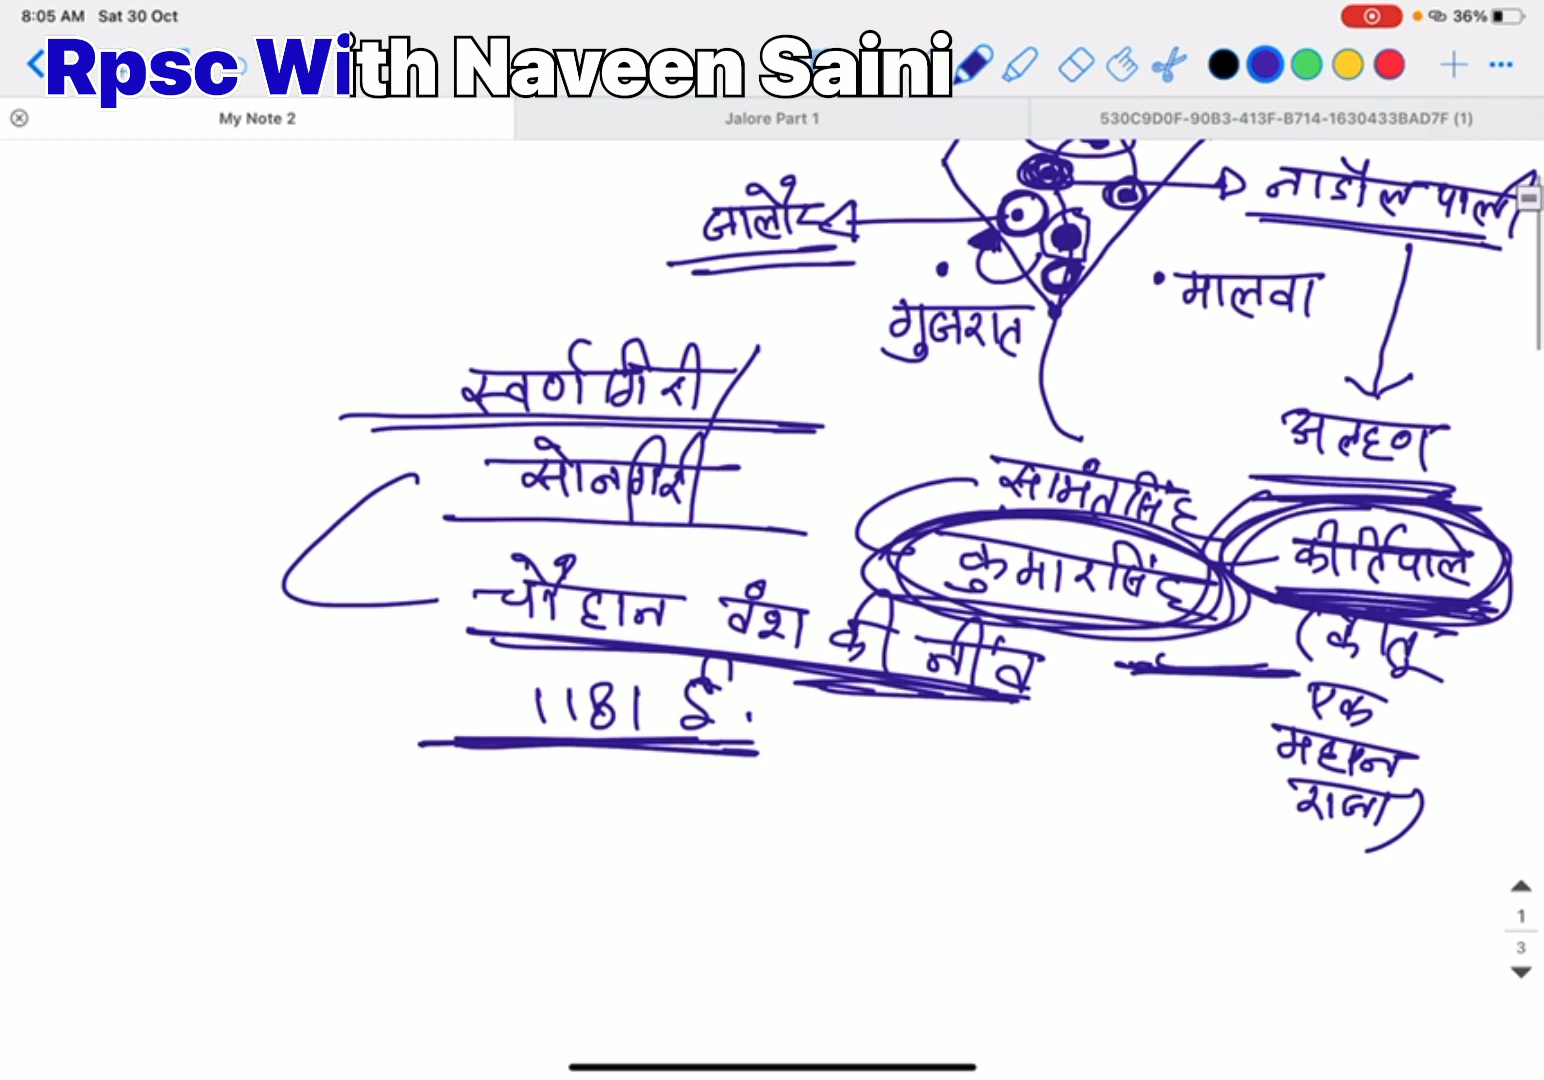 8:05 AM Sat 30 Oct
36%
Rpsc With Naveen Saini
My Note 2
Jalore Part 1
530C9D0F-90B3-413F-B714-1630433BAD7F (1)
जालौर
नाडौल पाली
गुजरात
मालवा
स्वर्णगिरी
सोनगिरी
अल्हण
सामंतसिंह
कुमारसिंह
कीर्तिपाल
चौहान वंश की नींव
(केतु
एक
महान
राजा)
1181 ई.
1
3